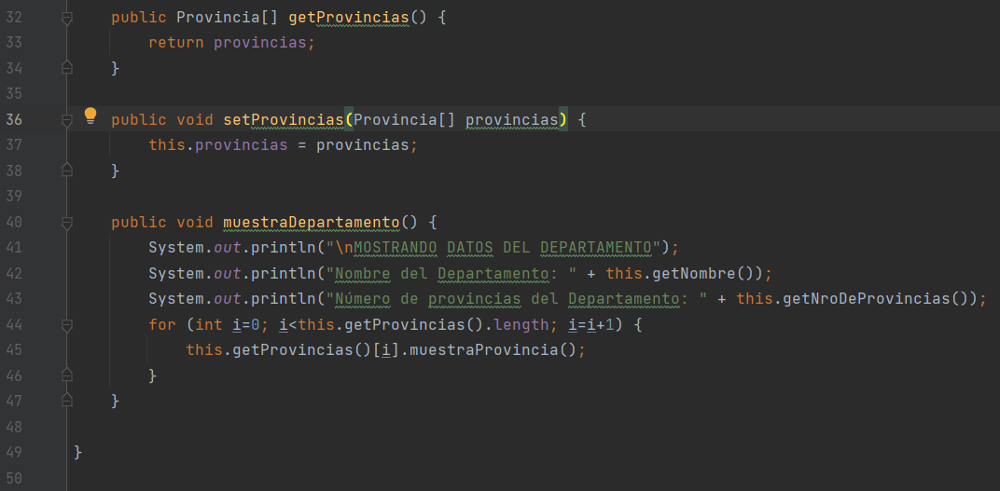 32 public Provincia[] getProvincias() {
33 return provincias;
34 }
35
36 public void setProvincias(Provincia[] provincias) {
37 this.provincias = provincias;
38 }
39
40 public void muestraDepartamento() {
41 System.out.println("\nMOSTRANDO DATOS DEL DEPARTAMENTO");
42 System.out.println("Nombre del Departamento: " + this.getNombre());
43 System.out.println("Número de provincias del Departamento: " + this.getNroDeProvincias());
44 for (int i=0; i<this.getProvincias().length; i=i+1) {
45 this.getProvincias()[i].muestraProvincia();
46 }
47 }
48
49 }
50